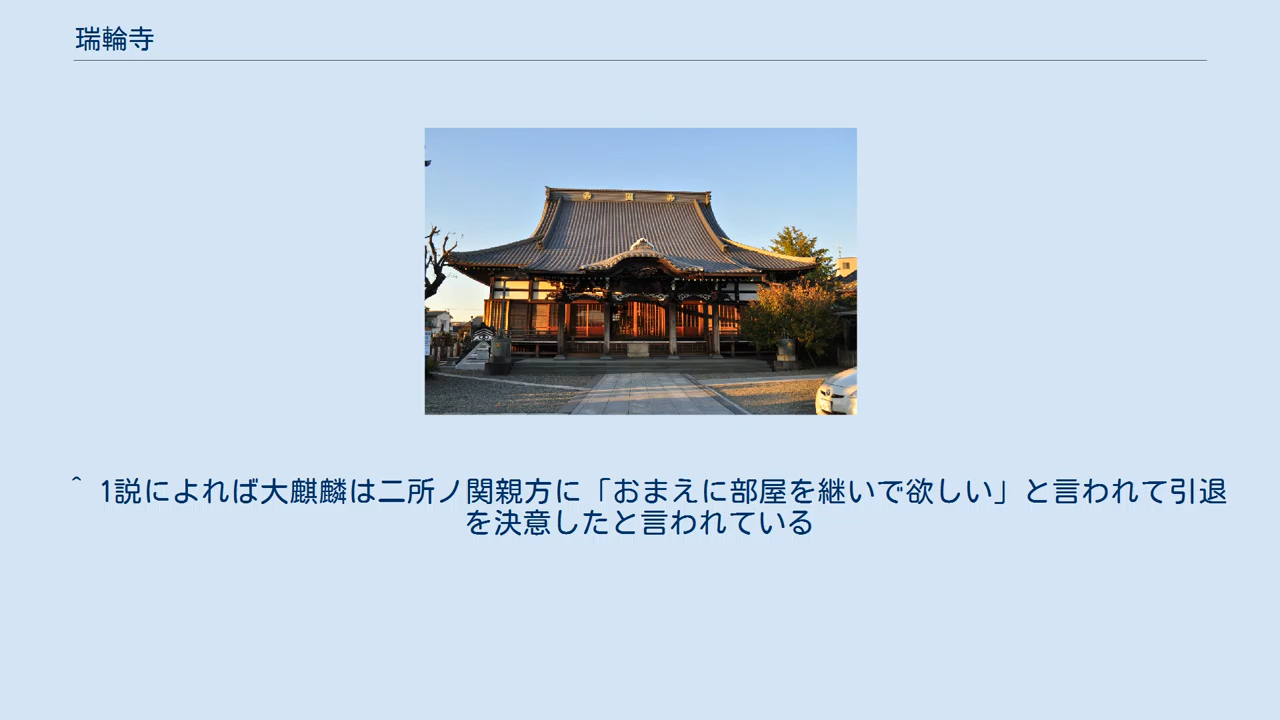 瑞輪寺
^ 1説によれば大麒麟は二所ノ関親方に「おまえに部屋を継いで欲しい」と言われて引退
を決意したと言われている